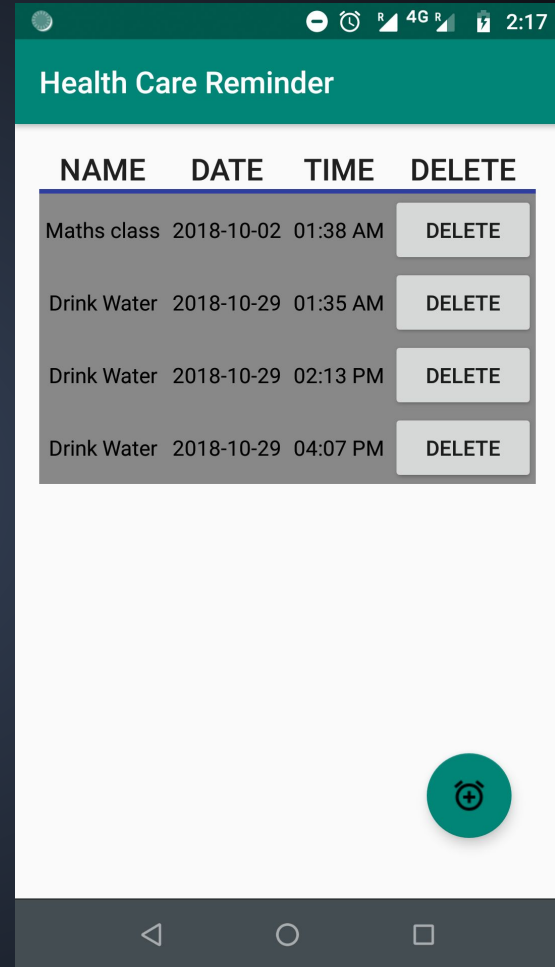 R 4G R 2:17
Health Care Reminder
NAME DATE TIME DELETE
Maths class 2018-10-02 01:38 AM DELETE
Drink Water 2018-10-29 01:35 AM DELETE
Drink Water 2018-10-29 02:13 PM DELETE
Drink Water 2018-10-29 04:07 PM DELETE